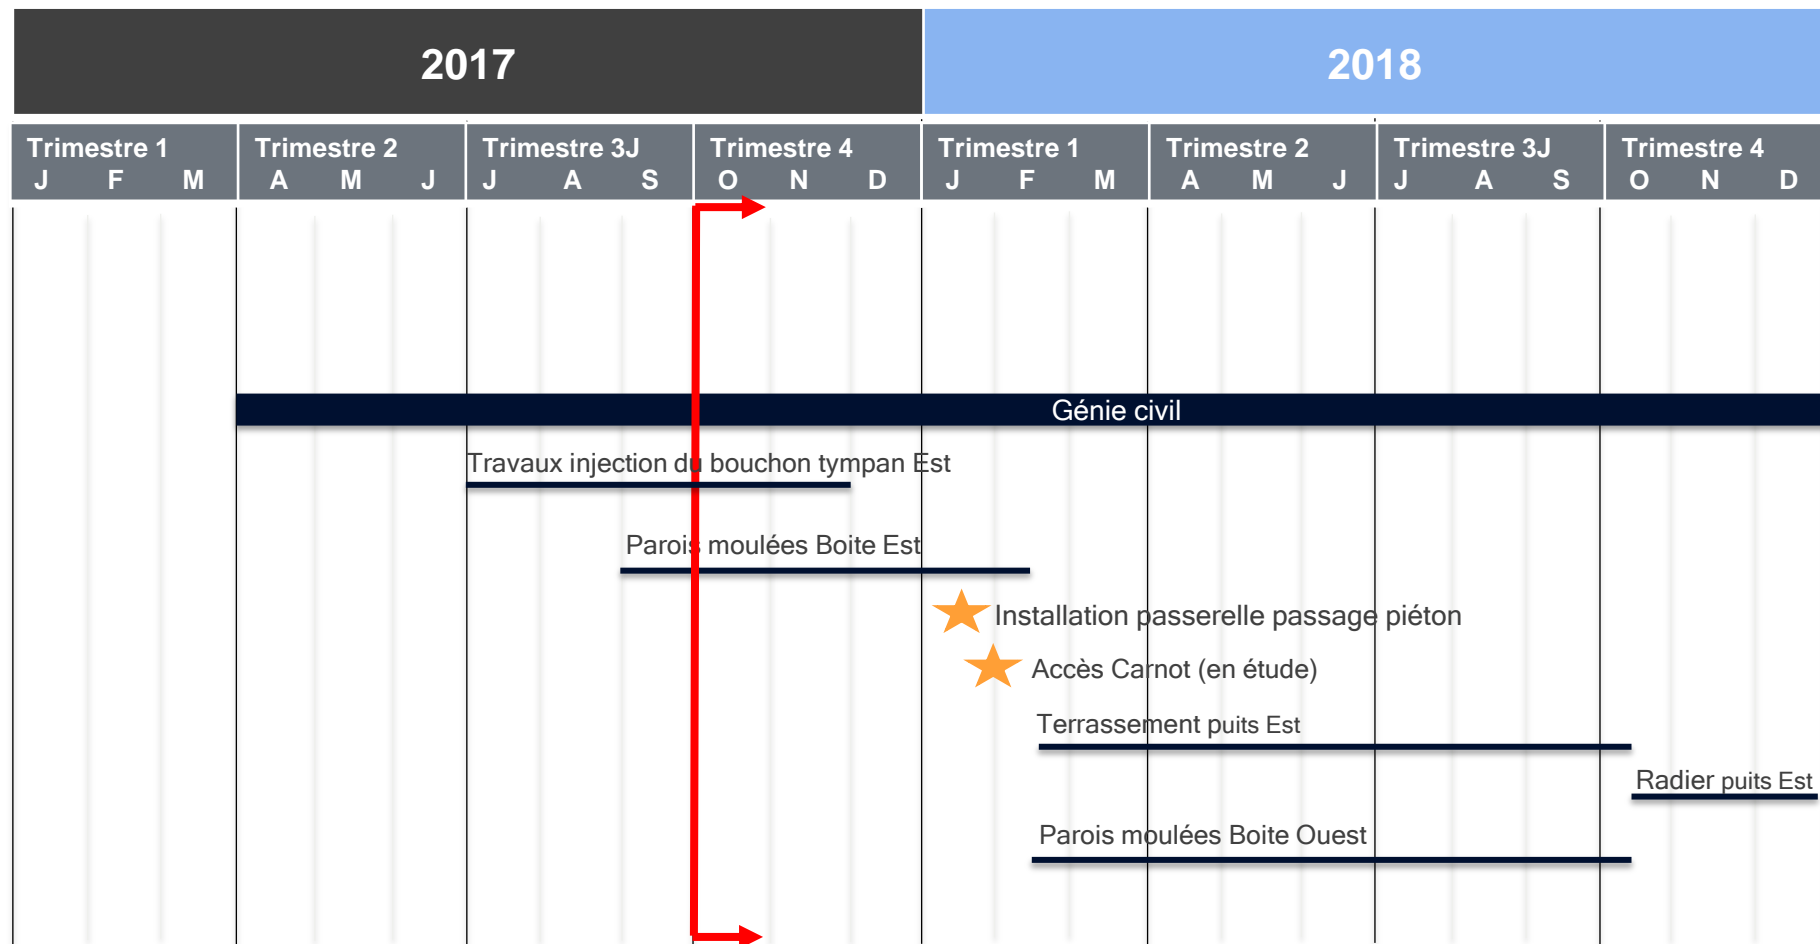 2017 2018
Trimestre 1 Trimestre 2 Trimestre 3J Trimestre 4 Trimestre 1 Trimestre 2 Trimestre 3J Trimestre 4
J F M A M J J A S O N D J F M A M J J A S O N D
Génie civil
Travaux injection du bouchon tympan Est
Parois moulées Boite Est
Installation passerelle passage piéton
Accès Carnot (en étude)
Terrassement puits Est
Radier puits Est
Parois moulées Boite Ouest